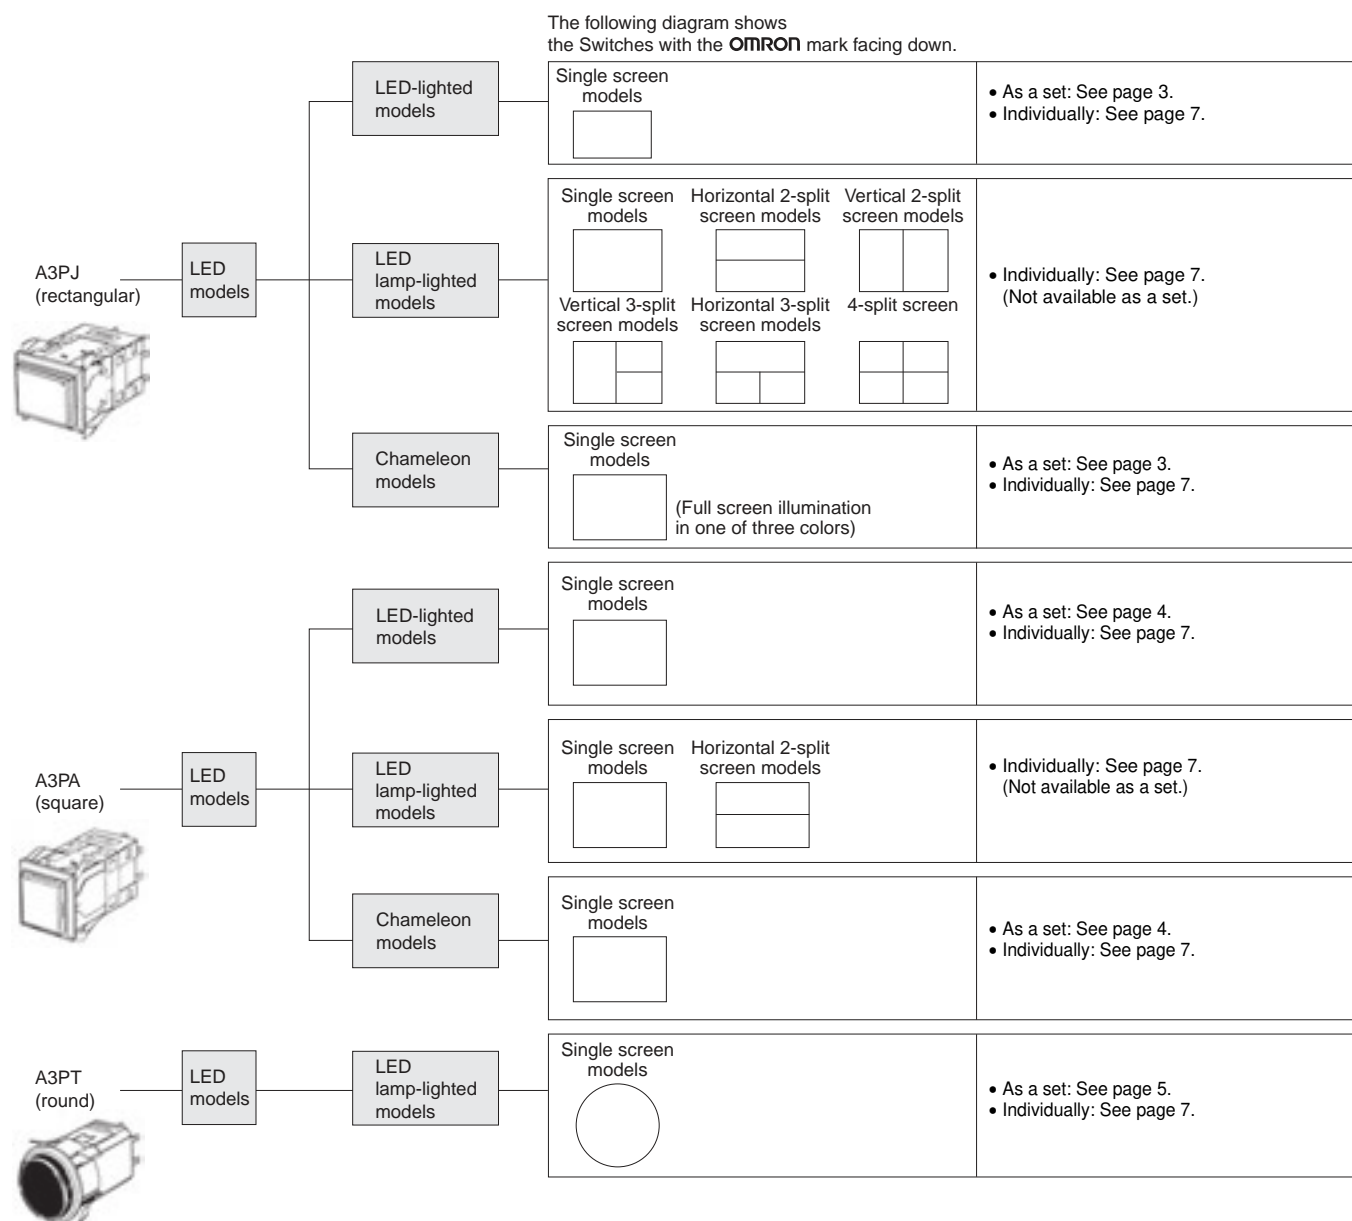 The following diagram shows
the Switches with the OMRON mark facing down.
A3PJ
(rectangular)
LED
models
LED-lighted
models
Single screen
models
• As a set: See page 3.
• Individually: See page 7.
LED
lamp-lighted
models
Single screen
models
Horizontal 2-split
screen models
Vertical 2-split
screen models
Vertical 3-split
screen models
Horizontal 3-split
screen models
4-split screen
• Individually: See page 7.
(Not available as a set.)
Chameleon
models
Single screen
models
(Full screen illumination
in one of three colors)
• As a set: See page 3.
• Individually: See page 7.
A3PA
(square)
LED
models
LED-lighted
models
Single screen
models
• As a set: See page 4.
• Individually: See page 7.
LED
lamp-lighted
models
Single screen
models
Horizontal 2-split
screen models
• Individually: See page 7.
(Not available as a set.)
Chameleon
models
Single screen
models
• As a set: See page 4.
• Individually: See page 7.
A3PT
(round)
LED
models
LED
lamp-lighted
models
Single screen
models
• As a set: See page 5.
• Individually: See page 7.